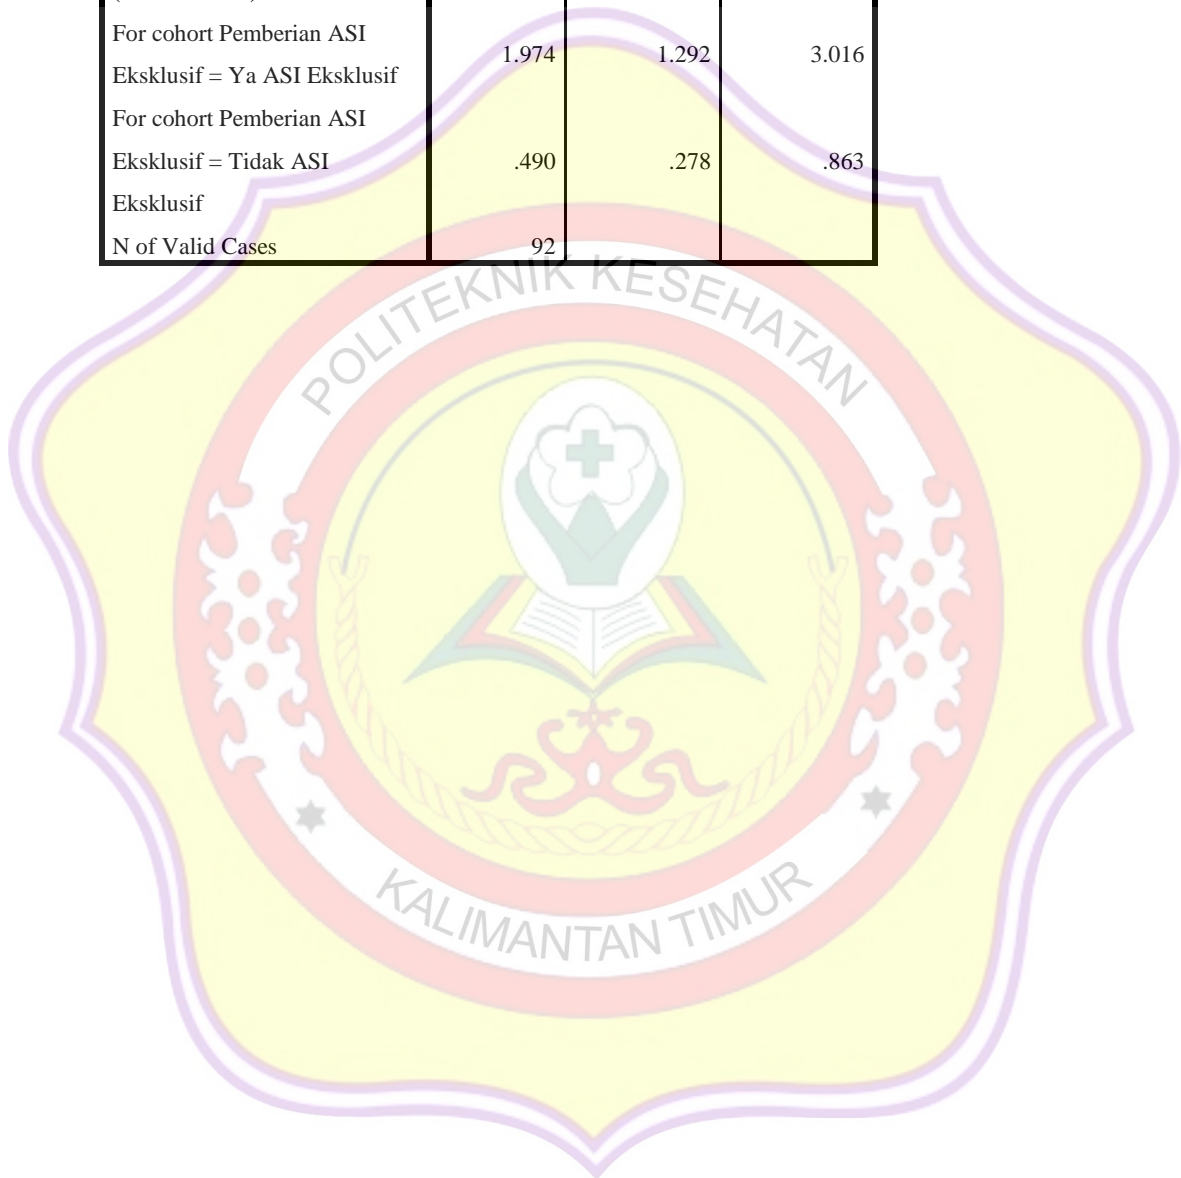 For cohort Pemberian ASI
Eksklusif = Ya ASI Eksklusif
1.974 1.292 3.016
For cohort Pemberian ASI
Eksklusif = Tidak ASI
Eksklusif
.490 .278 .863
N of Valid Cases 92
POLITEKNIK KESEHATAN
KALIMANTAN TIMUR